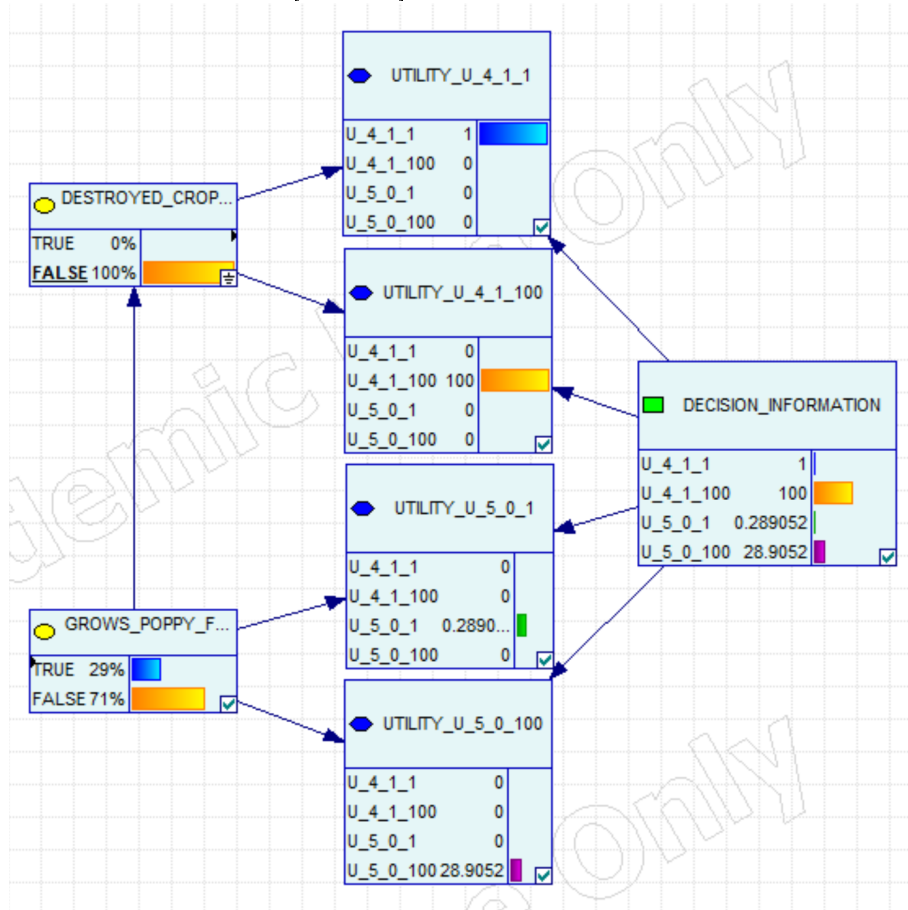 UTILITY_U_4_1_1
U_4_1_1 1
U_4_1_100 0
U_5_0_1 0
U_5_0_100 0
DESTROYED_CROP...
TRUE 0%
FALSE 100%
UTILITY_U_4_1_100
U_4_1_1 0
U_4_1_100 100
U_5_0_1 0
U_5_0_100 0
DECISION_INFORMATION
U_4_1_1 1
U_4_1_100 100
U_5_0_1 0.289052
U_5_0_100 28.9052
UTILITY_U_5_0_1
U_4_1_1 0
U_4_1_100 0
U_5_0_1 0.2890...
U_5_0_100 0
GROWS_POPPY_F...
TRUE 29%
FALSE 71%
UTILITY_U_5_0_100
U_4_1_1 0
U_4_1_100 0
U_5_0_1 0
U_5_0_100 28.9052
demic
Only
Only